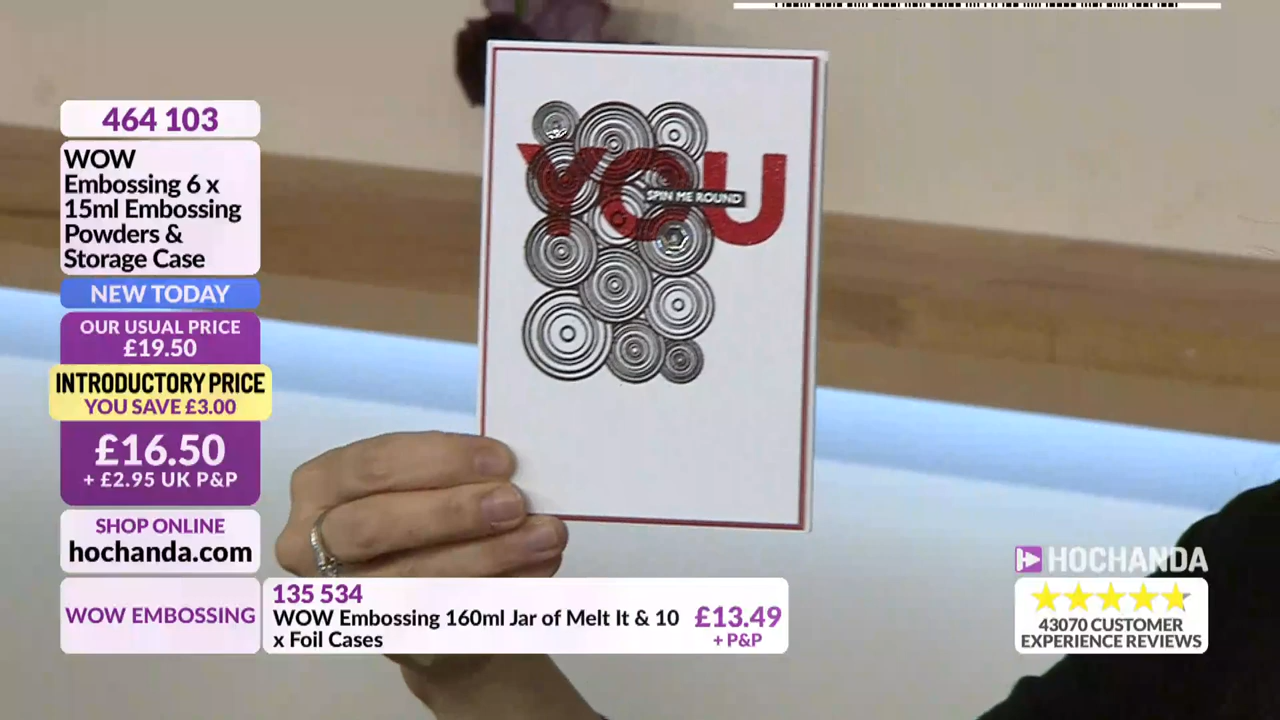 464 103
WOW
Embossing 6 x
15ml Embossing
Powders &
Storage Case
NEW TODAY
OUR USUAL PRICE
£19.50
INTRODUCTORY PRICE
YOU SAVE £3.00
£16.50
+ £2.95 UK P&P
SHOP ONLINE
hochanda.com
WOW EMBOSSING
135 534
WOW Embossing 160ml Jar of Melt It & 10
x Foil Cases
£13.49
+ P&P
YOU
SPIN ME ROUND
HOCHANDA
43070 CUSTOMER
EXPERIENCE REVIEWS